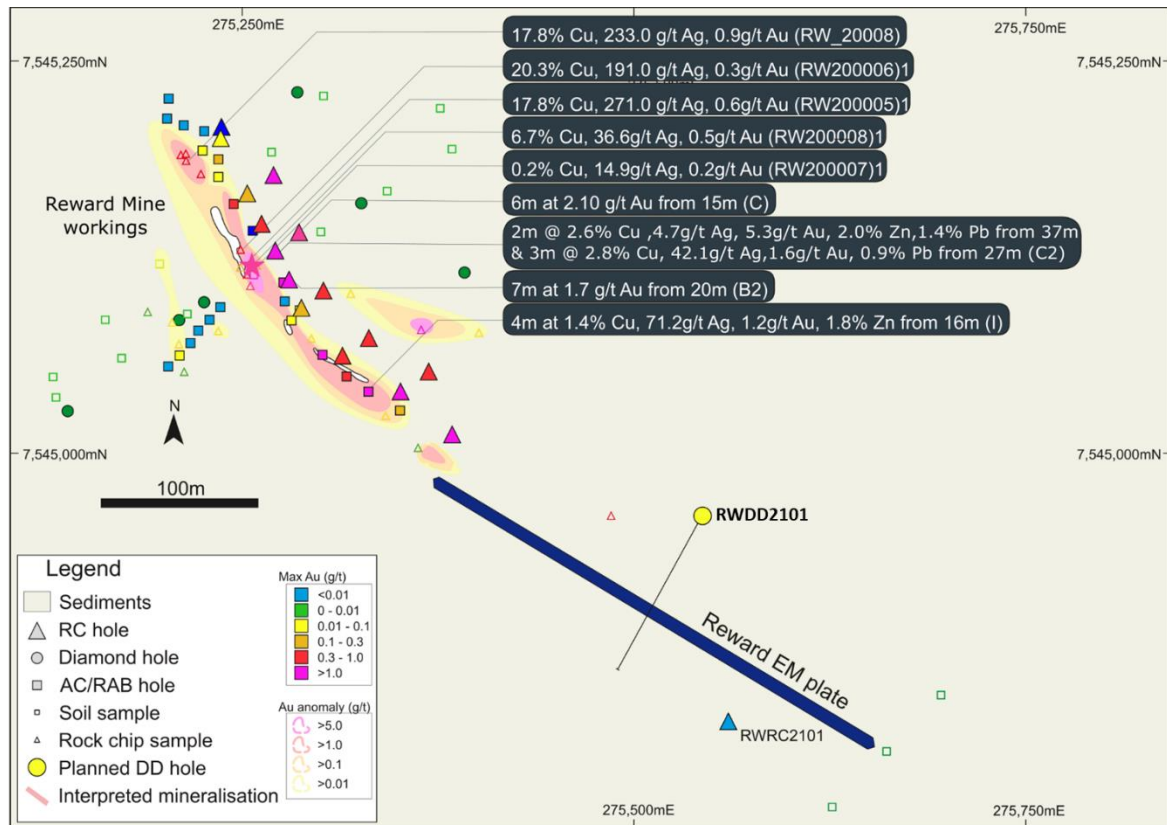 275,250mE
275,750mE
7,545,250mN
7,545,250mN
17.8% Cu, 233.0 g/t Ag, 0.9g/t Au (RW_20008)
20.3% Cu, 191.0 g/t Ag, 0.3g/t Au (RW200006)1
17.8% Cu, 271.0 g/t Ag, 0.6g/t Au (RW200005)1
6.7% Cu, 36.6g/t Ag, 0.5g/t Au (RW200008)1
0.2% Cu, 14.9g/t Ag, 0.2g/t Au (RW200007)1
6m at 2.10 g/t Au from 15m (C)
2m @ 2.6% Cu ,4.7g/t Ag, 5.3g/t Au, 2.0% Zn,1.4% Pb from 37m
& 3m @ 2.8% Cu, 42.1g/t Ag,1.6g/t Au, 0.9% Pb from 27m (C2)
7m at 1.7 g/t Au from 20m (B2)
4m at 1.4% Cu, 71.2g/t Ag, 1.2g/t Au, 1.8% Zn from 16m (I)
Reward Mine
workings
N
7,545,000mN
7,545,000mN
100m
RWDD2101
Reward EM plate
RWRC2101
Legend
Sediments
RC hole
Diamond hole
AC/RAB hole
Soil sample
Rock chip sample
Planned DD hole
Interpreted mineralisation
Max Au (g/t)
<0.01
0 - 0.01
0.01 - 0.1
0.1 - 0.3
0.3 - 1.0
>1.0
Au anomaly (g/t)
>5.0
>1.0
>0.1
>0.01
275,500mE
275,750mE